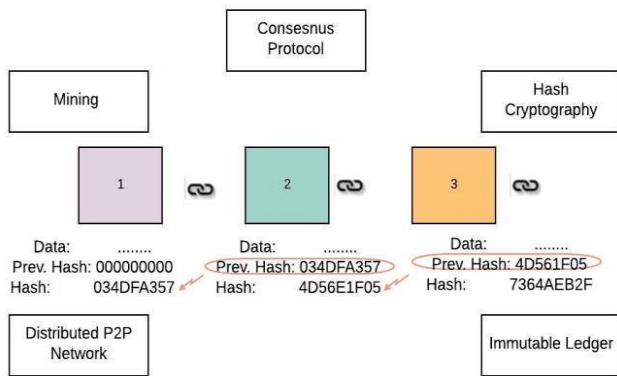 Consesnus
Protocol
Mining
Hash
Cryptography
1
2
3
Data: ........
Prev. Hash: 000000000
Hash: 034DFA357
Data: ........
Prev. Hash: 034DFA357
Hash: 4D56E1F05
Data: ........
Prev. Hash: 4D561F05
Hash: 7364AEB2F
Distributed P2P
Network
Immutable Ledger